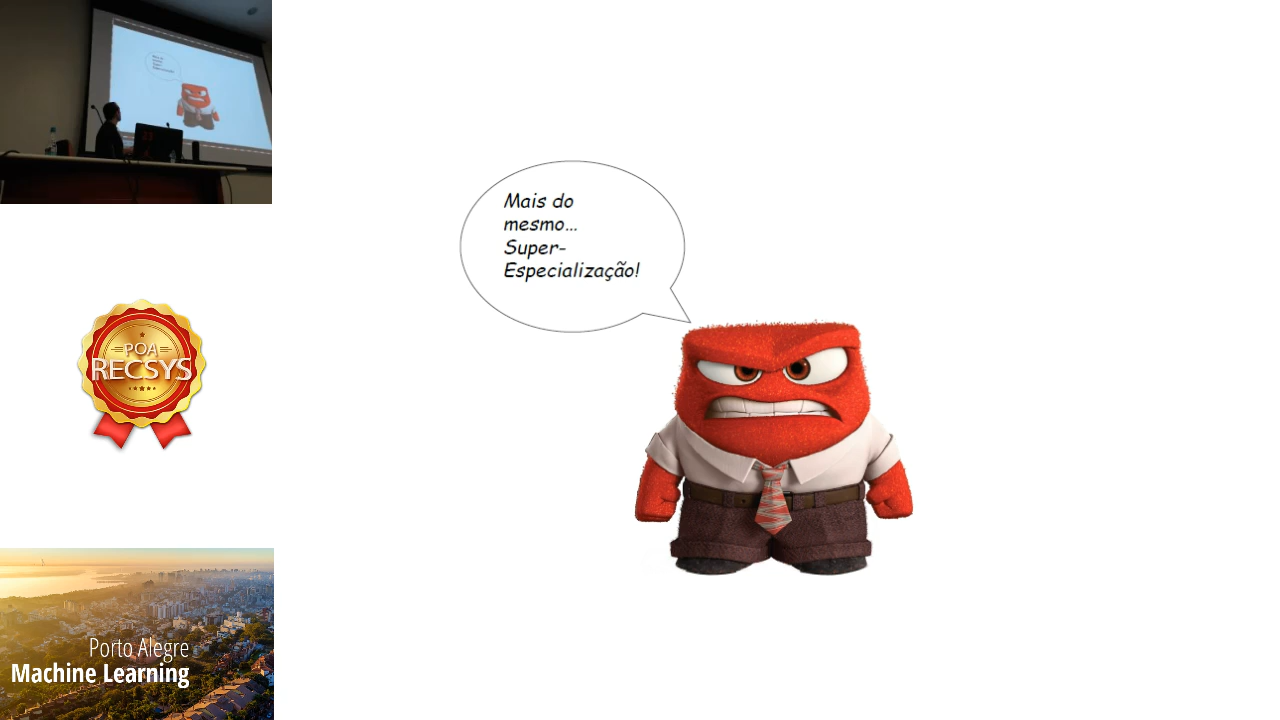 Mais do
mesmo...
Super-
Especialização!
POA
RECSYS
Porto Alegre
Machine Learning